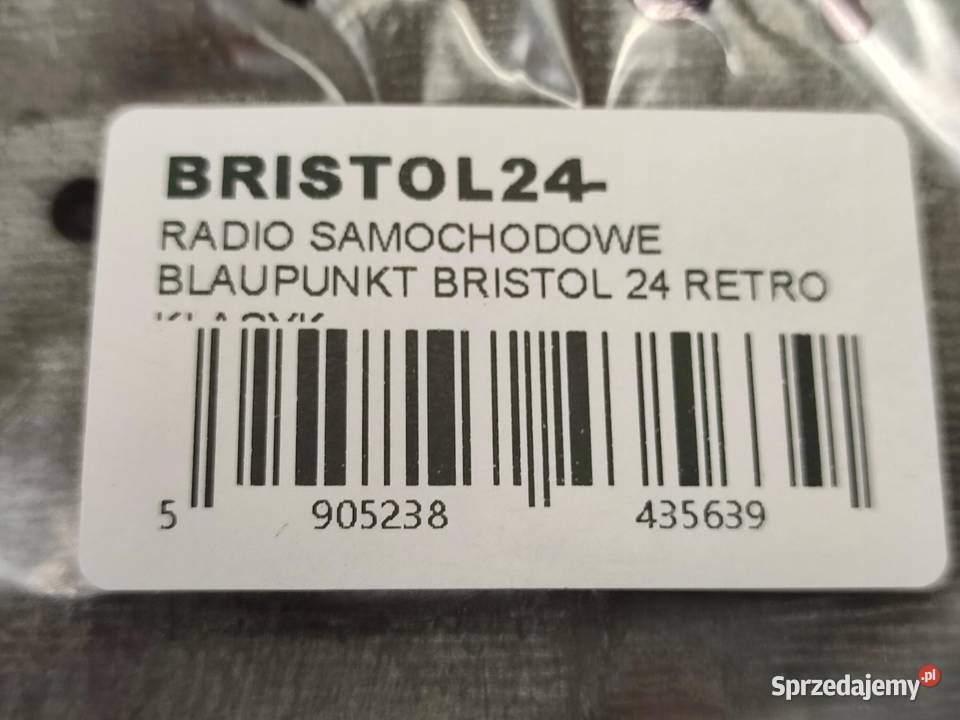 BRISTOL24-
RADIO SAMOCHODOWE
BLAUPUNKT BRISTOL 24 RETRO
5 905238 435639
Sprzedajemy.pl